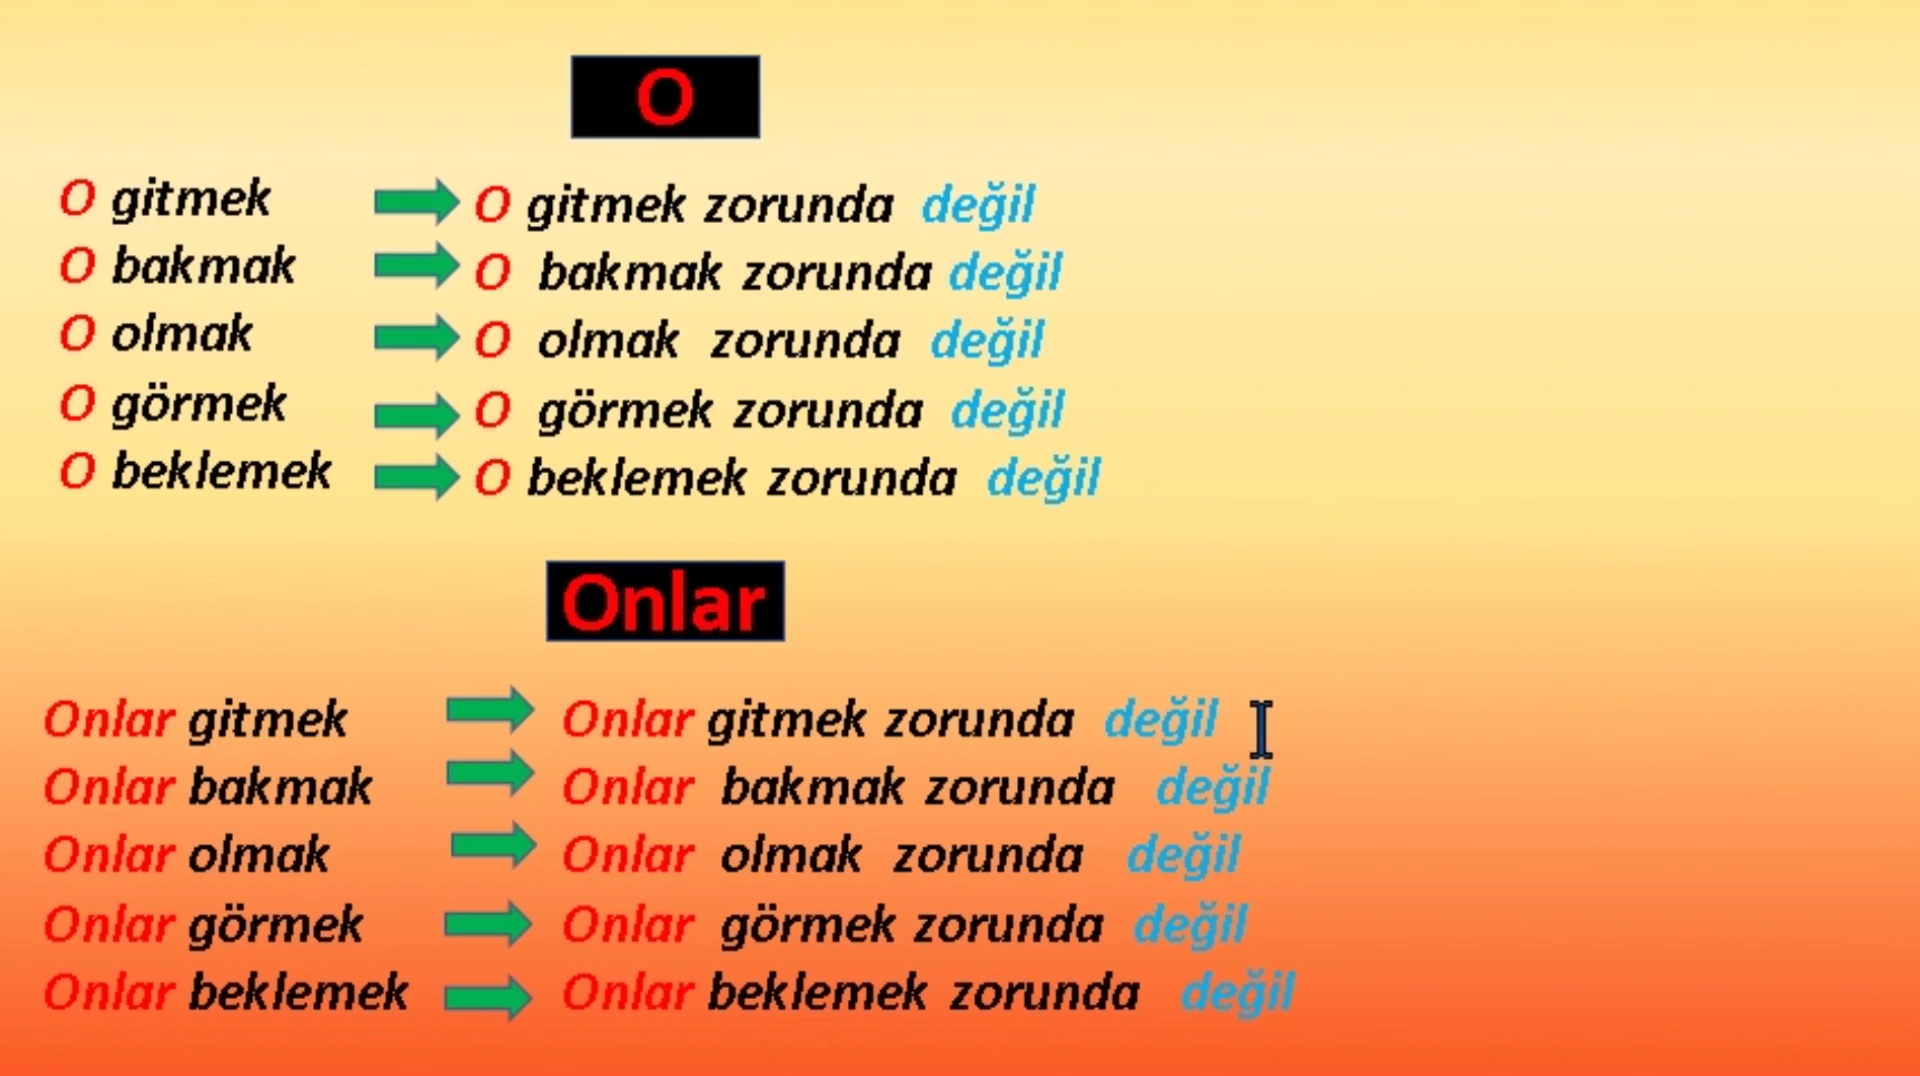 O
O gitmek O gitmek zorunda değil
O bakmak O bakmak zorunda değil
O olmak O olmak zorunda değil
O görmek O görmek zorunda değil
O beklemek O beklemek zorunda değil
Onlar
Onlar gitmek Onlar gitmek zorunda değil
Onlar bakmak Onlar bakmak zorunda değil
Onlar olmak Onlar olmak zorunda değil
Onlar görmek Onlar görmek zorunda değil
Onlar beklemek Onlar beklemek zorunda değil